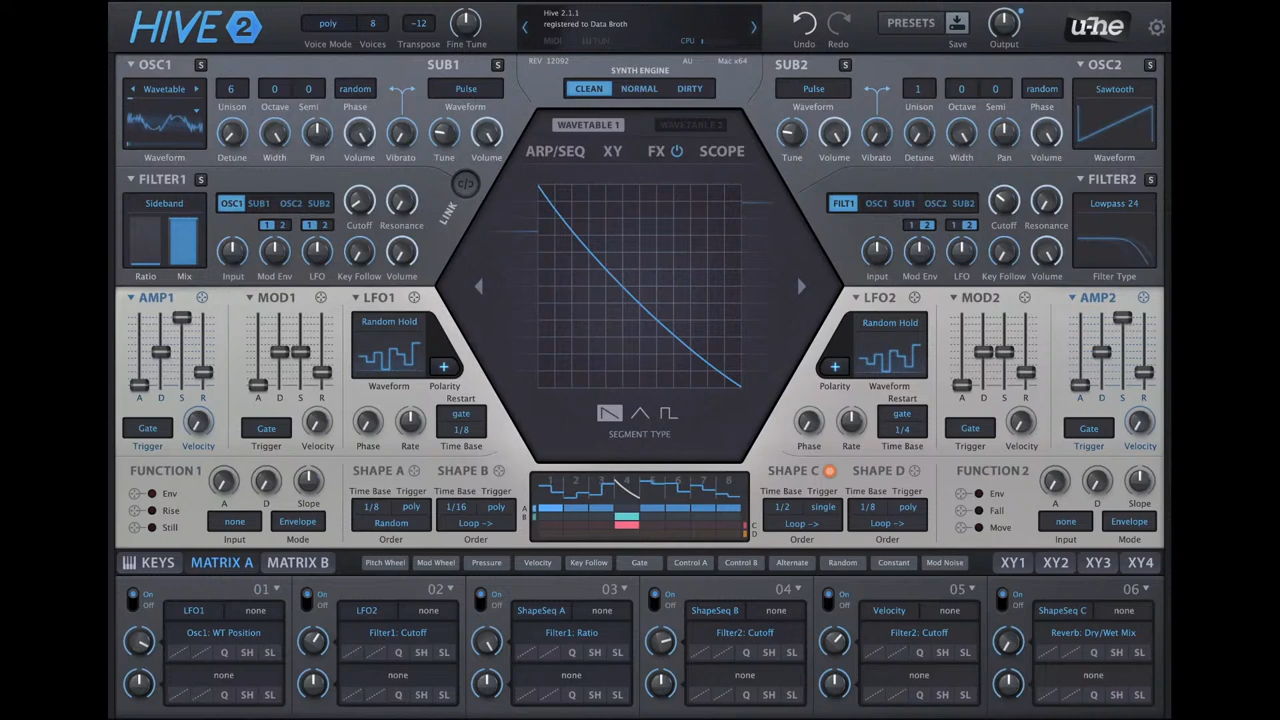 HIVE 2
poly 8 -12
Voice Mode Voices Transpose Fine Tune
Hive 2.1.1
registered to Data Broth
MIDI TUN CPU
Undo Redo
PRESETS
Save Output
u-he
REV 12092 AU Mac x64
SYNTH ENGINE
CLEAN NORMAL DIRTY
OSC1 S SUB1 S
Wavetable 6 0 0 random Pulse
Unison Octave Semi Phase Waveform
Waveform Detune Width Pan Volume Vibrato Tune Volume
SUB2 S OSC2 S
Pulse 1 0 0 random Sawtooth
Waveform Unison Octave Semi Phase
Tune Volume Vibrato Detune Width Pan Volume Waveform
WAVETABLE 1 WAVETABLE 2
ARP/SEQ XY FX SCOPE
FILTER1 S
Sideband OSC1 SUB1 OSC2 SUB2 Cutoff Resonance
1 2 1 2
Ratio Mix Input Mod Env LFO Key Follow Volume
LINK
FILTER2 S
FILT1 OSC1 SUB1 OSC2 SUB2 Cutoff Resonance Lowpass 24
1 2 1 2
Input Mod Env LFO Key Follow Volume Filter Type
AMP1 MOD1 LFO1
Random Hold
Waveform Polarity
A D S R A D S R
Restart
gate
1/8
Gate Gate
Trigger Velocity Trigger Velocity Phase Rate Time Base
SEGMENT TYPE
LFO2 MOD2 AMP2
Random Hold
Polarity Waveform
A D S R A D S R
Restart
gate
1/4
Gate Gate
Phase Rate Time Base Trigger Velocity Trigger Velocity
FUNCTION 1
Env
Rise
Still
A D Slope
none Envelope
Input Mode
SHAPE A SHAPE B
Time Base Trigger Time Base Trigger
1/8 poly 1/16 poly
Random Loop ->
Order Order
1 2 3 4 5 6 7 8
A
B
C
D
SHAPE C SHAPE D
Time Base Trigger Time Base Trigger
1/2 single 1/8 poly
Loop -> Loop ->
Order Order
FUNCTION 2
Env
Fall
Move
A D Slope
none Envelope
Input Mode
KEYS MATRIX A MATRIX B Pitch Wheel Mod Wheel Pressure Velocity Key Follow Gate Control A Control B Alternate Random Constant Mod Noise XY1 XY2 XY3 XY4
On Off 01 On Off 02 On Off 03 On Off 04 On Off 05 On Off 06
LFO1 none LFO2 none ShapeSeq A none ShapeSeq B none Velocity none ShapeSeq C none
Osc1: WT Position Filter1: Cutoff Filter1: Ratio Filter2: Cutoff Filter2: Cutoff Reverb: Dry/Wet Mix
Q SH SL Q SH SL Q SH SL Q SH SL Q SH SL Q SH SL
none none none none none none
Q SH SL Q SH SL Q SH SL Q SH SL Q SH SL Q SH SL